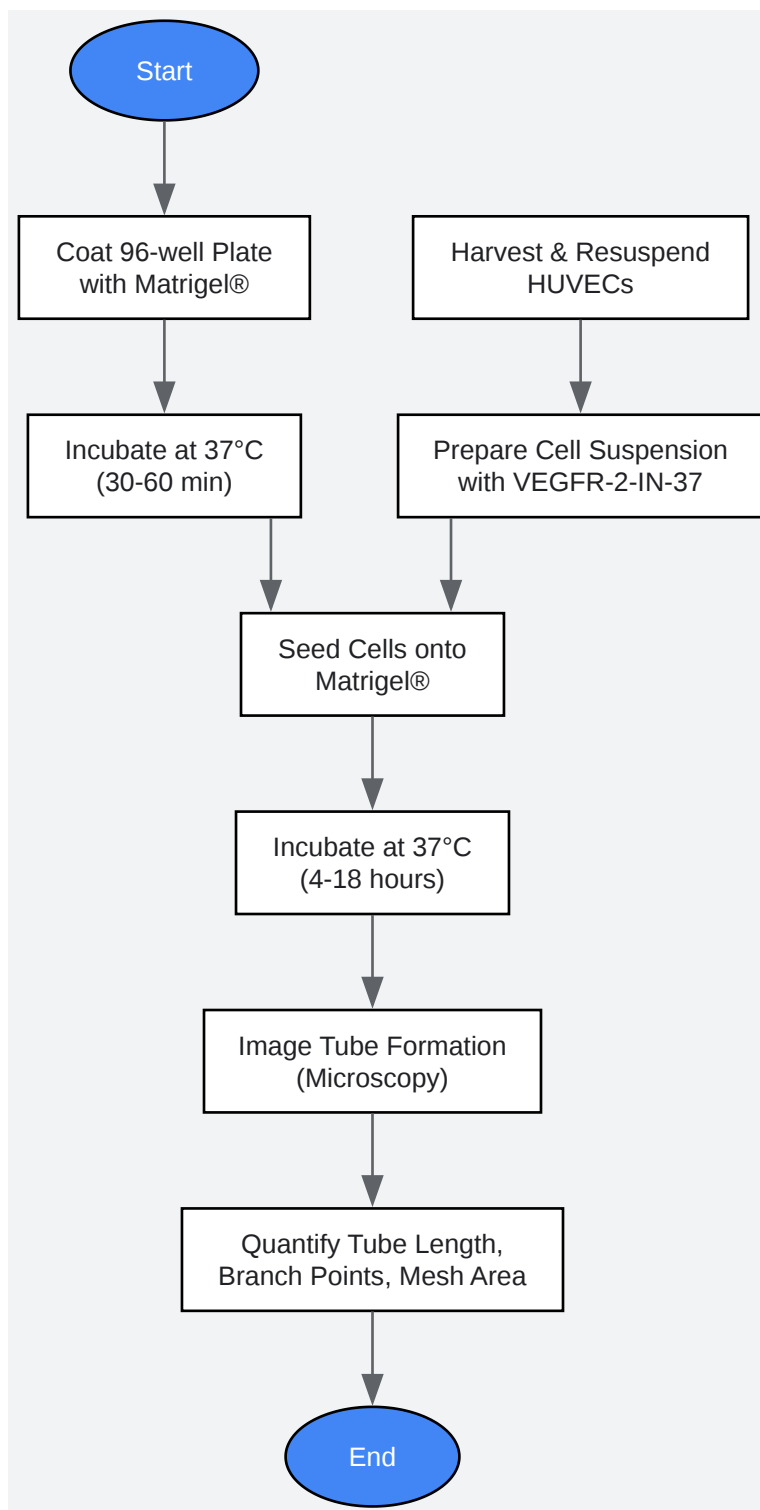 Start
Coat 96-well Plate
with Matrigel®
Harvest & Resuspend
HUVECs
Incubate at 37°C
(30-60 min)
Prepare Cell Suspension
with VEGFR-2-IN-37
Seed Cells onto
Matrigel®
Incubate at 37°C
(4-18 hours)
Image Tube Formation
(Microscopy)
Quantify Tube Length,
Branch Points, Mesh Area
End